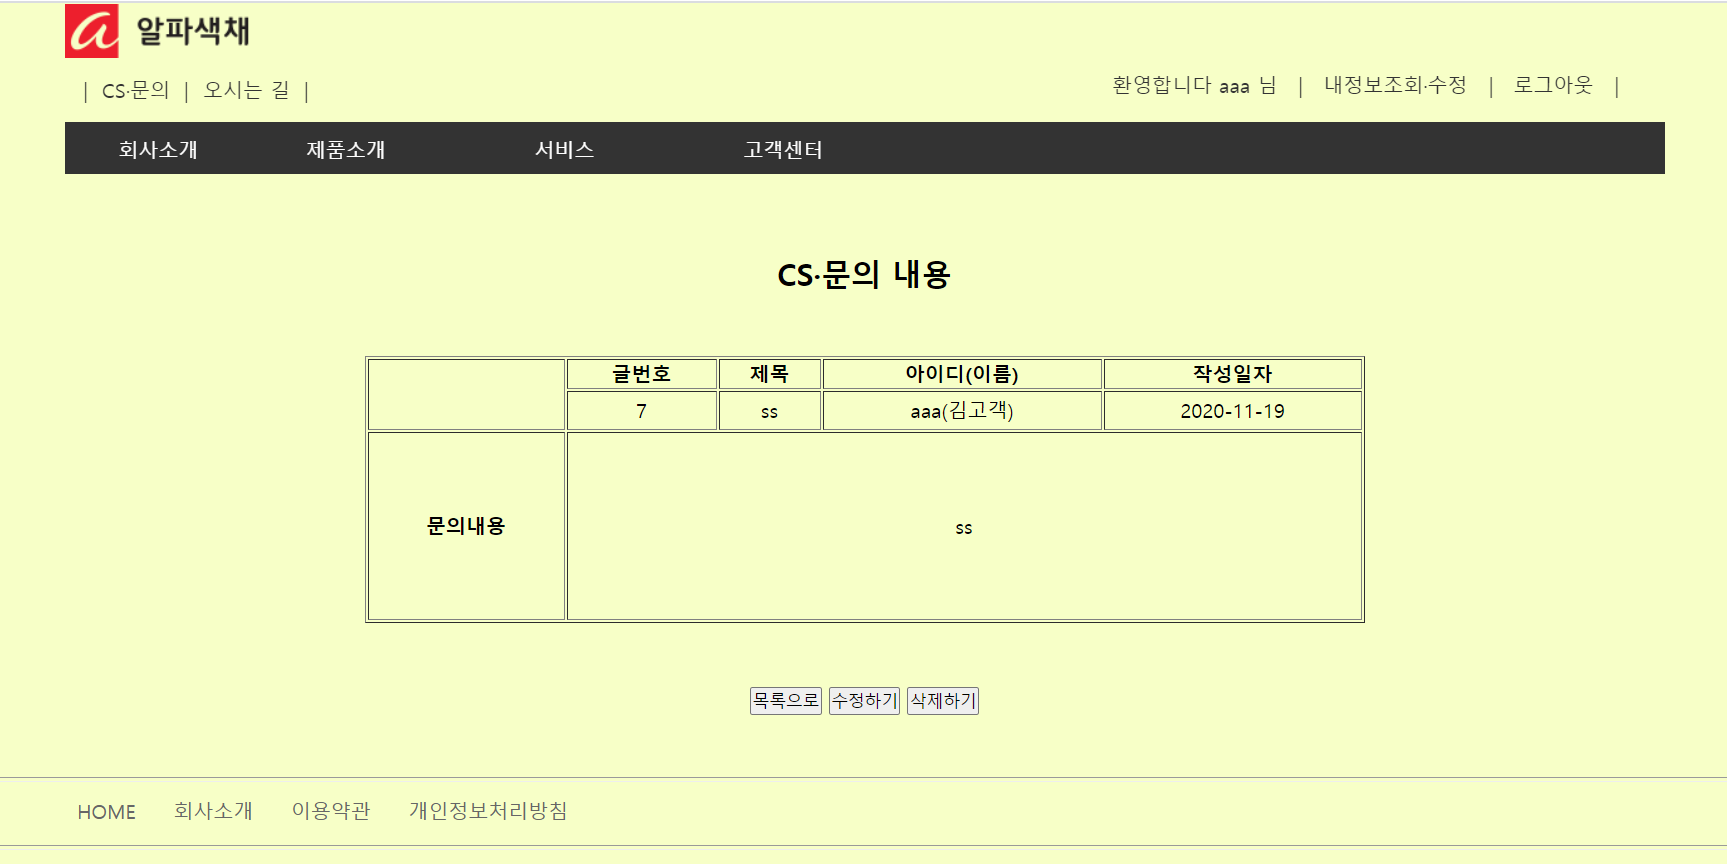 a 알파색채
| CS·문의 | 오시는 길 |
환영합니다 aaa 님 | 내정보조회·수정 | 로그아웃 |
회사소개 제품소개 서비스 고객센터
CS·문의 내용
글번호 제목 아이디(이름) 작성일자
7 ss aaa(김고객) 2020-11-19
문의내용 ss
목록으로 수정하기 삭제하기
HOME 회사소개 이용약관 개인정보처리방침